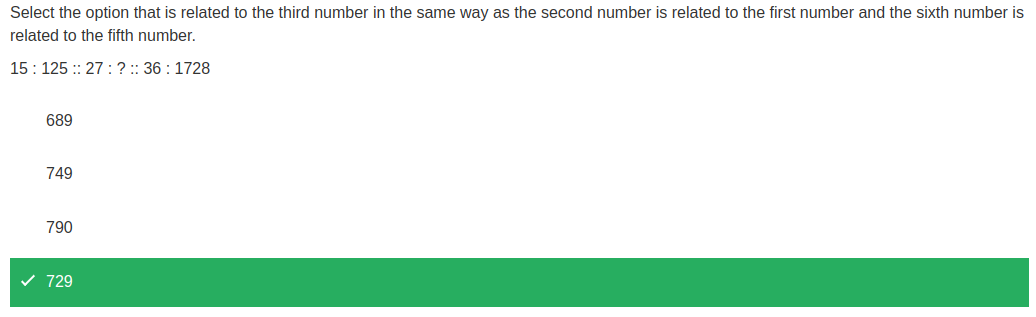 Select the option that is related to the third number in the same way as the second number is related to the first number and the sixth number is
related to the fifth number.
15 : 125 :: 27 : ? :: 36 : 1728
689
749
790
729